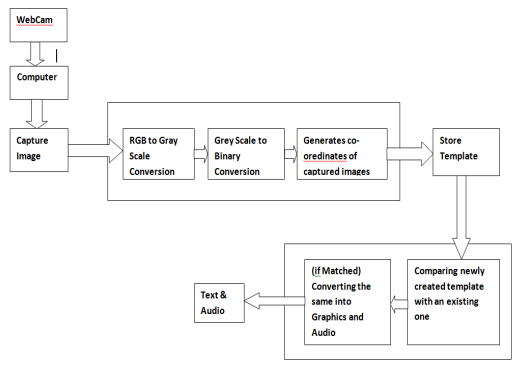 WebCam
Computer
Capture
Image
RGB to Gray
Scale
Conversion
Grey Scale to
Binary
Conversion
Generates co-
oredinates of
captured images
Store
Template
Comparing newly
created template
with an existing
one
(if Matched)
Converting the
same into
Graphics and
Audio
Text &
Audio